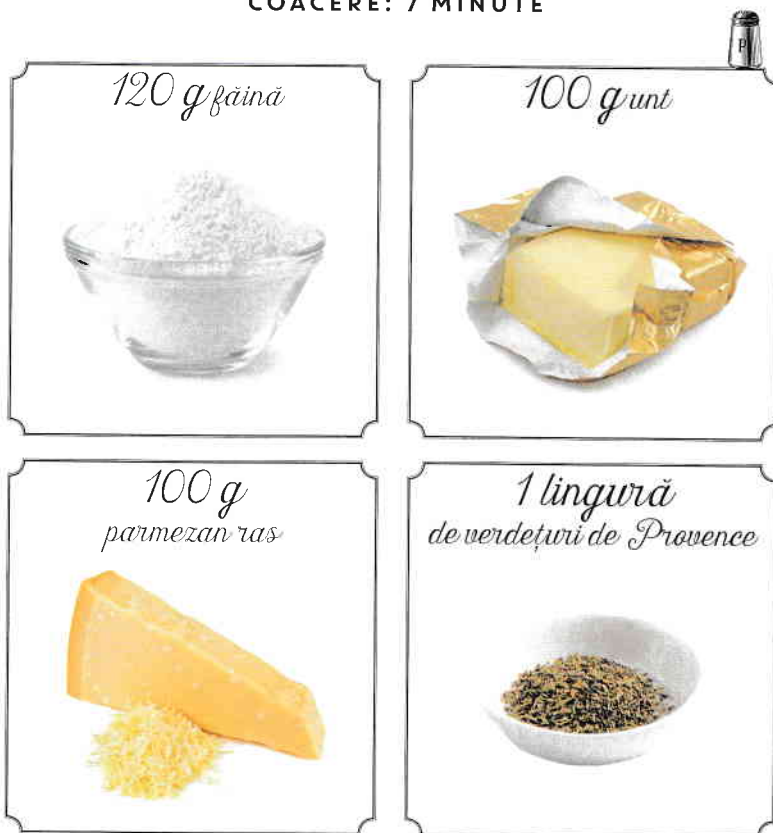 COACERE: 7 MINUTE
P
120 g făină
100 g unt
100 g
parmezan ras
1 lingură
de verdețuri de Provence